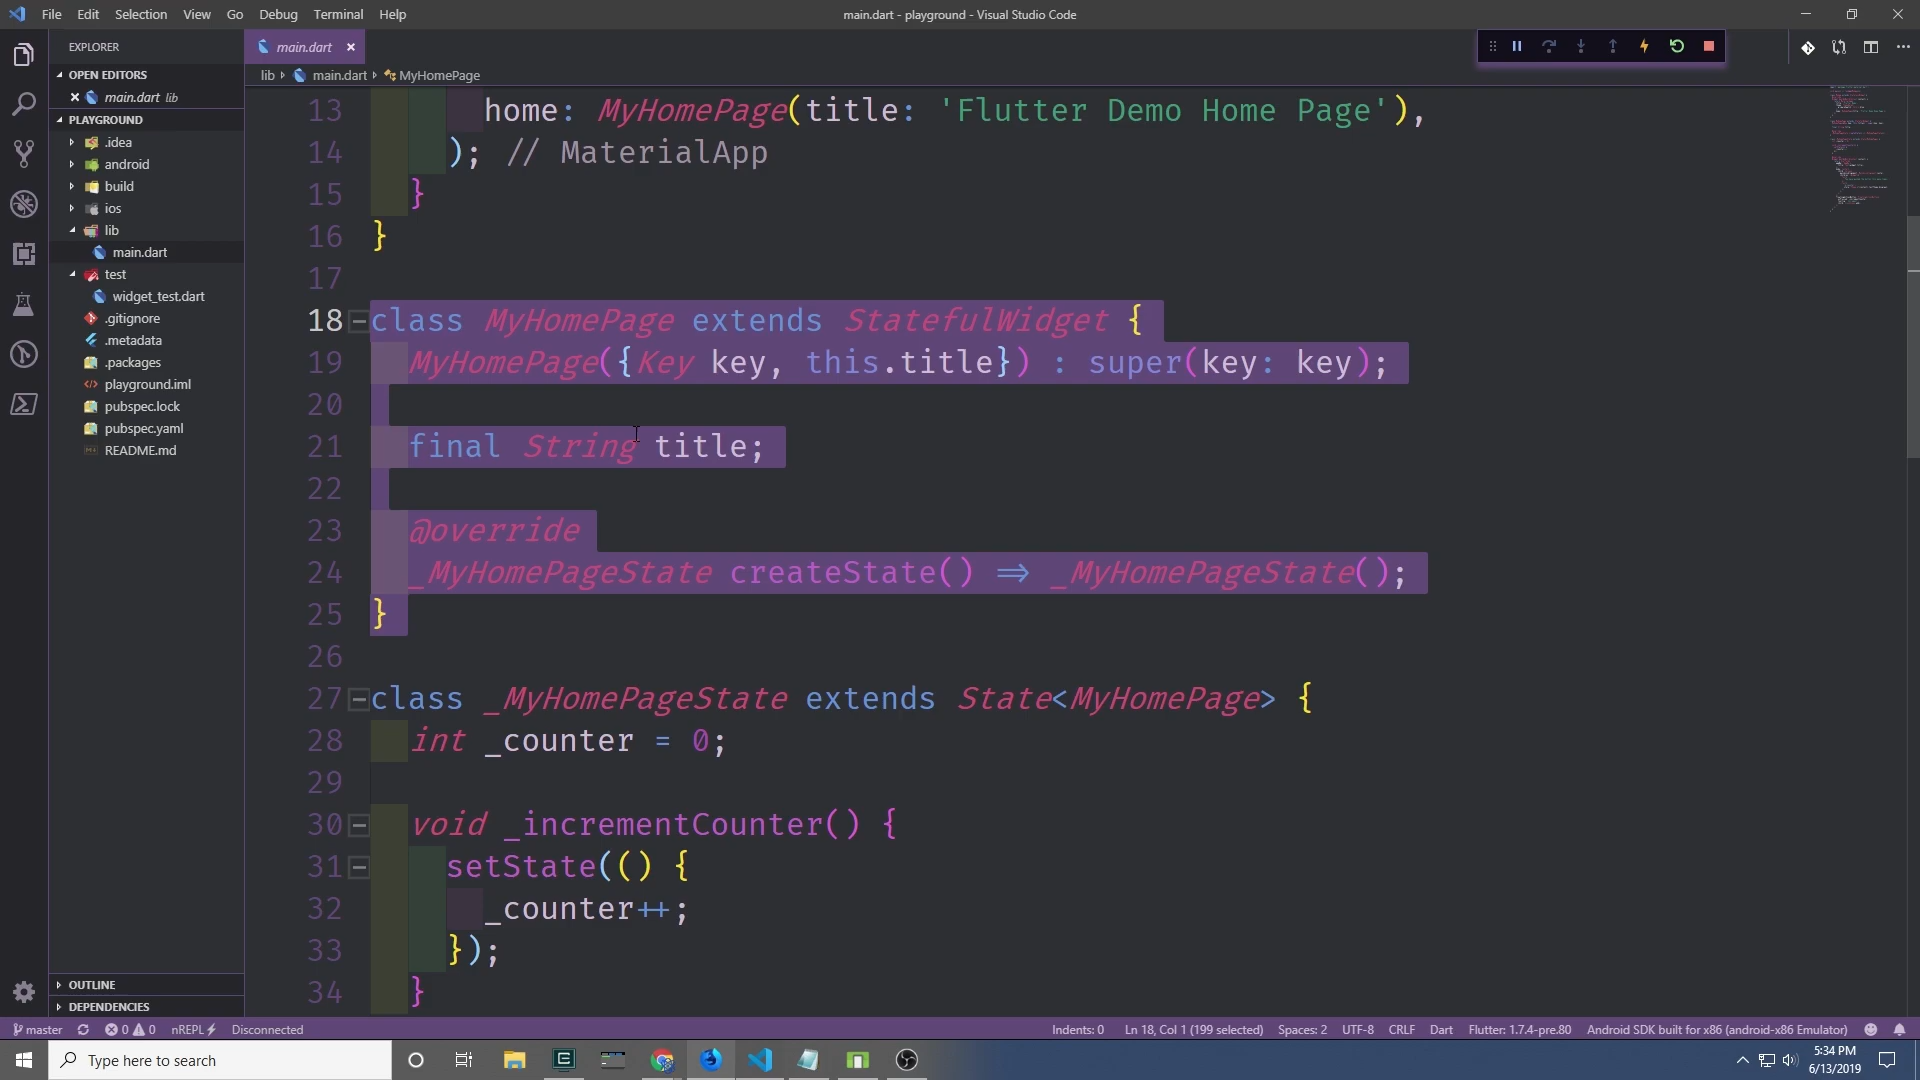 File Edit Selection View Go Debug Terminal Help
main.dart - playground - Visual Studio Code
EXPLORER
OPEN EDITORS
main.dart lib
PLAYGROUND
.idea
android
build
ios
lib
main.dart
test
widget_test.dart
.gitignore
.metadata
.packages
playground.iml
pubspec.lock
pubspec.yaml
README.md
OUTLINE
DEPENDENCIES
main.dart
lib main.dart MyHomePage
13 home: MyHomePage(title: 'Flutter Demo Home Page'),
14 ); // MaterialApp
15 }
16 }
17
18 class MyHomePage extends StatefulWidget {
19 MyHomePage({Key key, this.title}) : super(key: key);
20
21 final String title;
22
23 @override
24 _MyHomePageState createState() => _MyHomePageState();
25 }
26
27 class _MyHomePageState extends State<MyHomePage> {
28 int _counter = 0;
29
30 void _incrementCounter() {
31 setState(() {
32 _counter++;
33 });
34 }
master 0 0 nREPL Disconnected
Indents: 0 Ln 18, Col 1 (199 selected) Spaces: 2 UTF-8 CRLF Dart Flutter: 1.7.4-pre.80 Android SDK built for x86 (android-x86 Emulator)
Type here to search
5:34 PM
6/13/2019